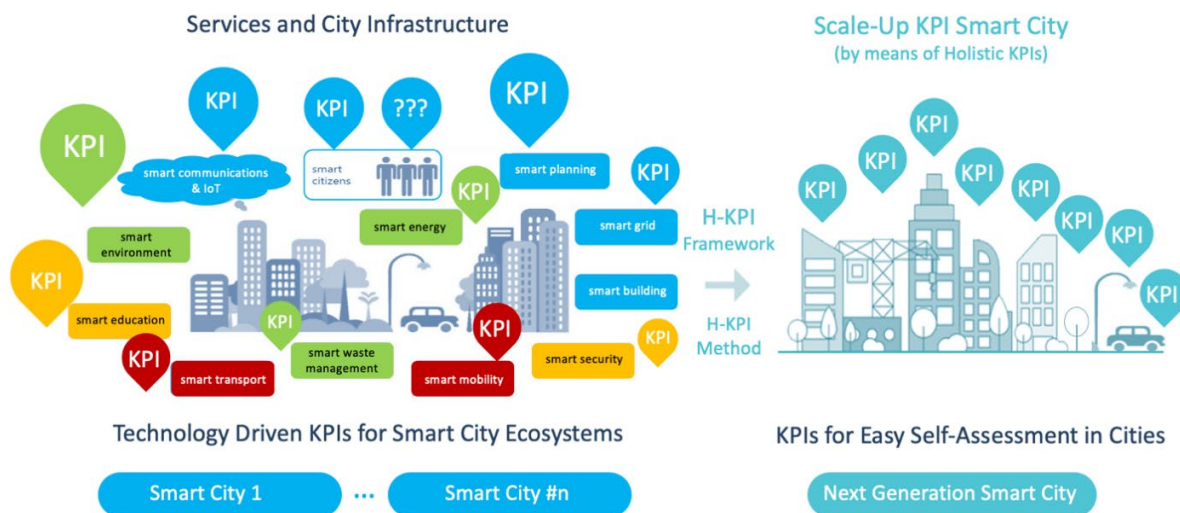 Services and City Infrastructure
Scale-Up KPI Smart City
(by means of Holistic KPIs)
KPI
KPI
KPI
???
KPI
smart communications
& IoT
smart
citizens
smart planning
KPI
KPI
smart
environment
smart energy
smart grid
KPI
smart education
smart building
KPI
smart waste
management
KPI
smart security
KPI
KPI
smart transport
smart mobility
H-KPI
Framework
H-KPI
Method
KPI
KPI
KPI
KPI
KPI
KPI
KPI
KPI
Technology Driven KPIs for Smart City Ecosystems
KPIs for Easy Self-Assessment in Cities
Smart City 1
...
Smart City #n
Next Generation Smart City